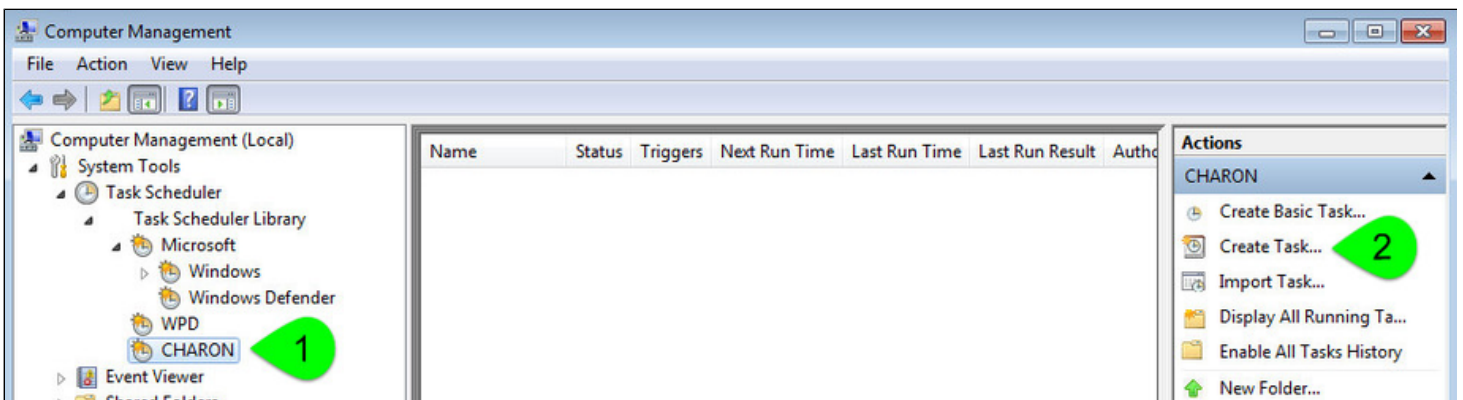 Computer Management
File Action View Help
Computer Management (Local)
System Tools
Task Scheduler
Task Scheduler Library
Microsoft
Windows
Windows Defender
WPD
CHARON
1
Event Viewer
Shared Folders
Name Status Triggers Next Run Time Last Run Time Last Run Result Autho
Actions
CHARON
Create Basic Task...
Create Task...
2
Import Task...
Display All Running Ta...
Enable All Tasks History
New Folder...